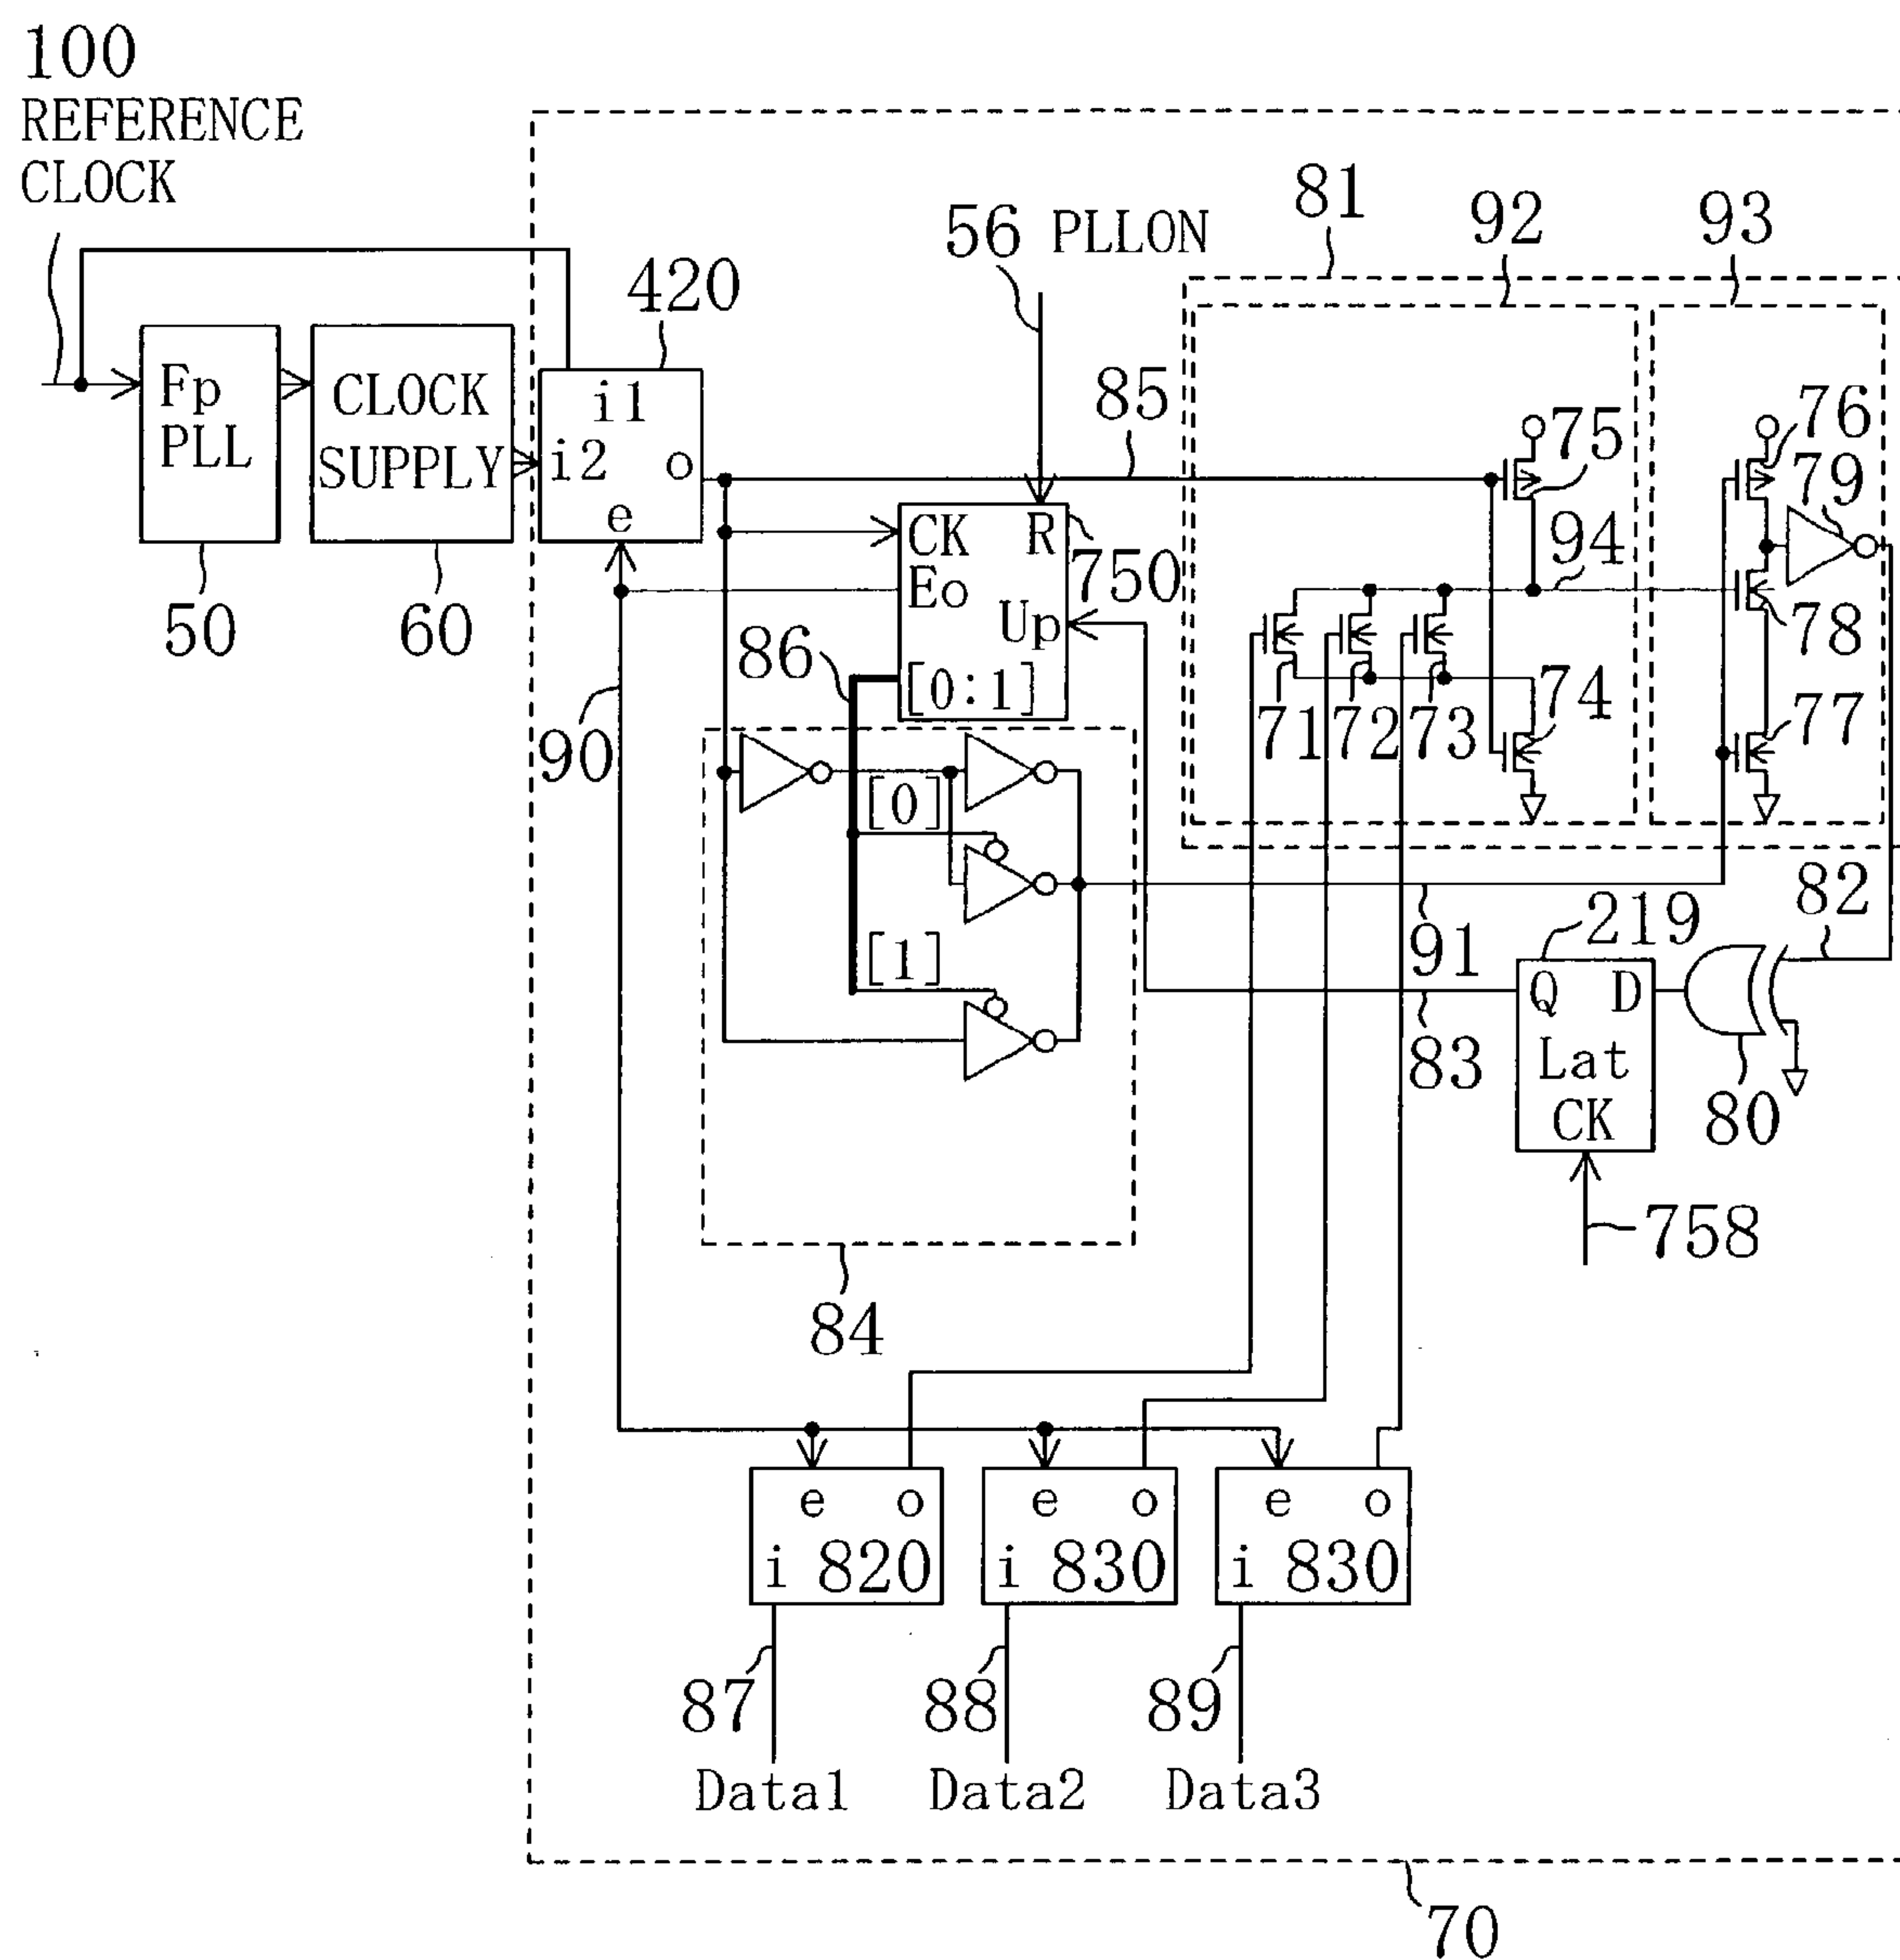 100
REFERENCE
CLOCK
81
92
93
56 PLLON
420
Fp
PLL
CLOCK
SUPPLY
i1
i2
o
e
85
75
76
79
CK
R
Eo
Up
[0:1]
750
94
78
50
60
86
71
72
73
74
77
90
[0]
[1]
91
82
219
Q
D
Lat
CK
83
80
758
84
e
o
i 820
e
o
i 830
e
o
i 830
87
88
89
Data1
Data2
Data3
70